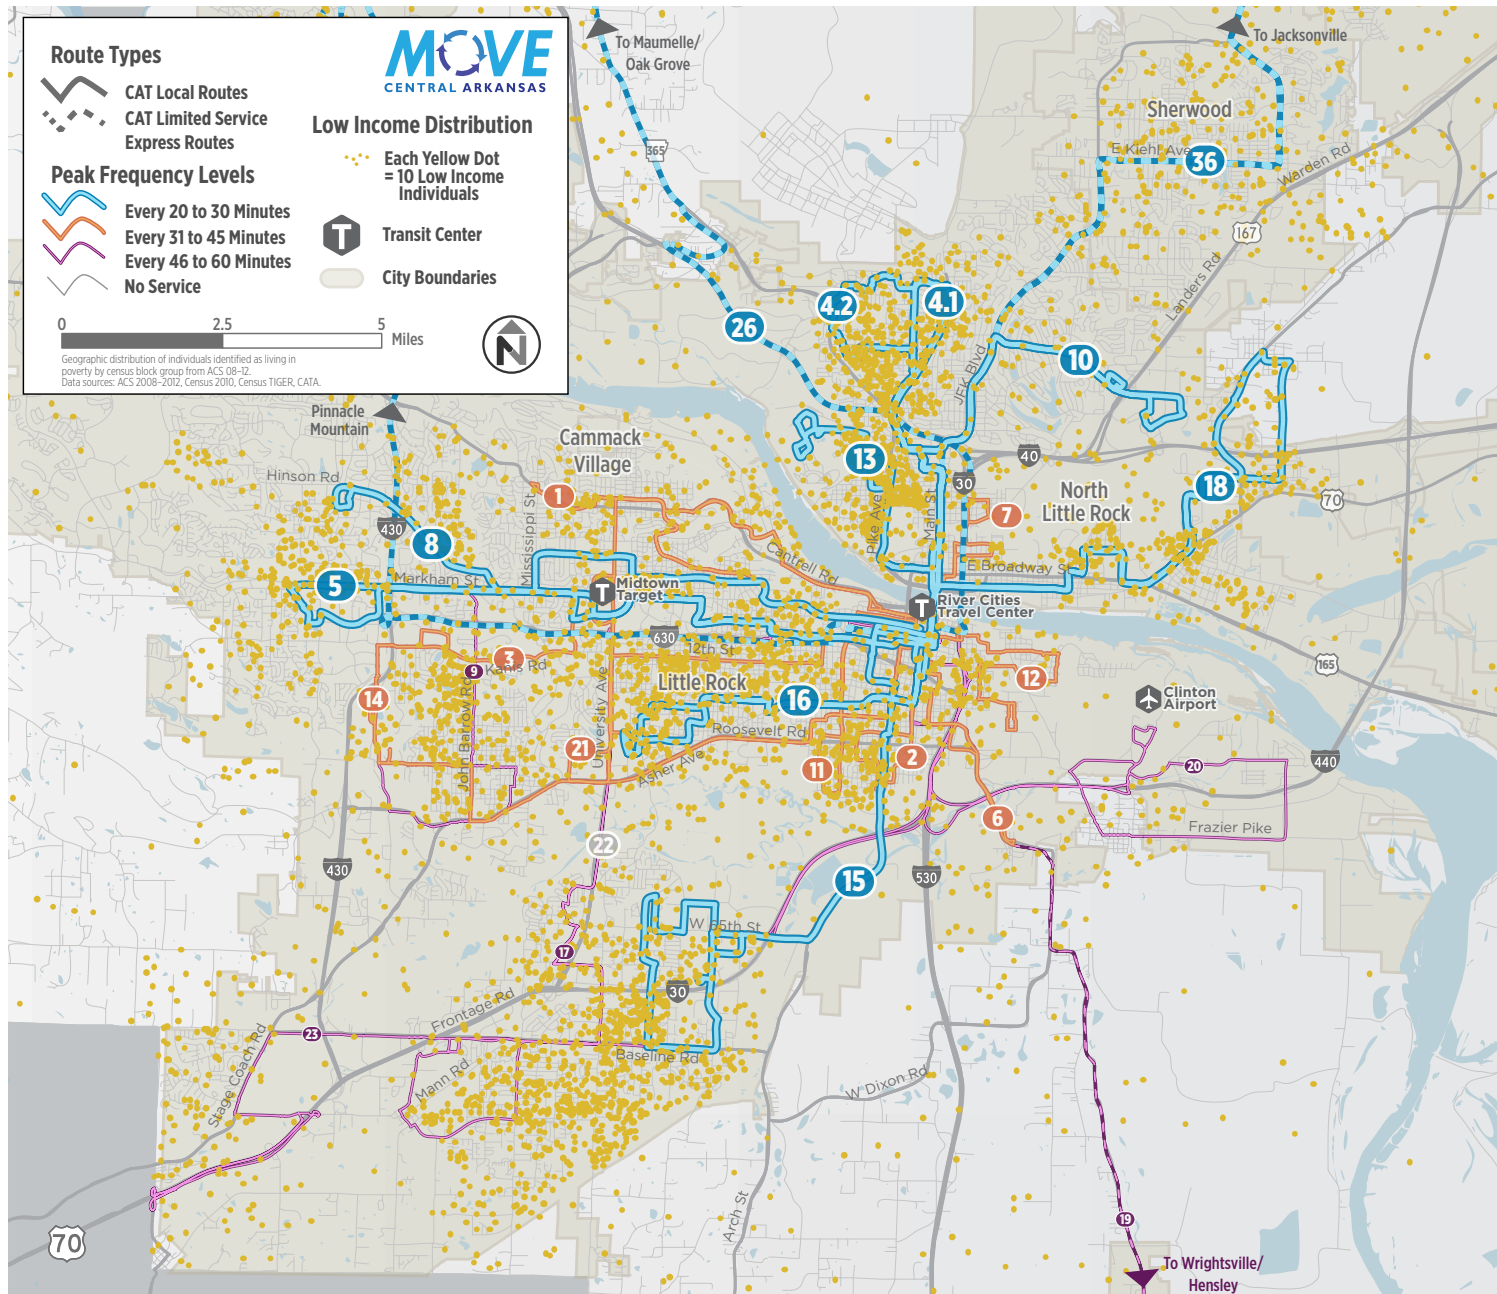 Route Types
CAT Local Routes
CAT Limited Service
Express Routes
Peak Frequency Levels
Every 20 to 30 Minutes
Every 31 to 45 Minutes
Every 46 to 60 Minutes
No Service
MOVE
CENTRAL ARKANSAS
Low Income Distribution
Each Yellow Dot
= 10 Low Income
Individuals
T
Transit Center
City Boundaries
0
2.5
5
Miles
Geographic distribution of individuals identified as living in
poverty by census block group from ACS 08–12.
Data sources: ACS 2008–2012, Census 2010, Census TIGER, CATA.
N
To Maumelle/
Oak Grove
To Jacksonville
Sherwood
365
E Kiehl Ave
36
Warden Rd
167
Landers Rd
4.2
4.1
26
JFK Blvd
10
Pinnacle
Mountain
Cammack
Village
Hinson Rd
13
40
30
18
70
North
Little Rock
1
7
Mississippi St
Pike Ave
Main St
430
8
Cantrell Rd
5
Markham St
T
Midtown
Target
E Broadway St
T
River Cities
Travel Center
630
12th St
3
9
Kanis Rd
165
Little Rock
12
14
16
Clinton
Airport
John Barrow Rd
University Ave
Roosevelt Rd
21
Asher Ave
11
2
20
440
6
Frazier Pike
22
430
15
530
W 65th St
17
30
Frontage Rd
23
Baseline Rd
Stage Coach Rd
Mann Rd
W Dixon Rd
Arch St
19
70
To Wrightsville/
Hensley